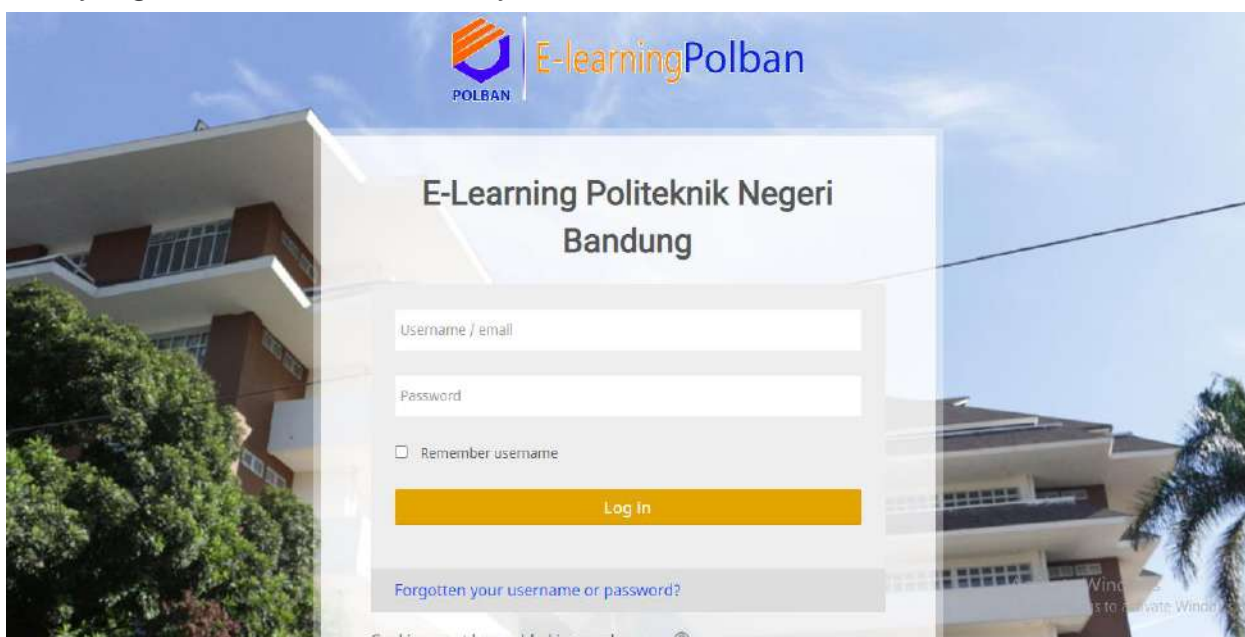 POLBAN
E-learningPolban
E-Learning Politeknik Negeri
Bandung
Username / email
Password
Remember username
Log in
Forgotten your username or password?